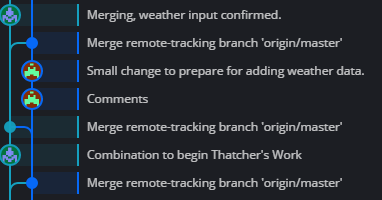 Merging, weather input confirmed.
Merge remote-tracking branch 'origin/master'
Small change to prepare for adding weather data.
Comments
Merge remote-tracking branch 'origin/master'
Combination to begin Thatcher's Work
Merge remote-tracking branch 'origin/master'